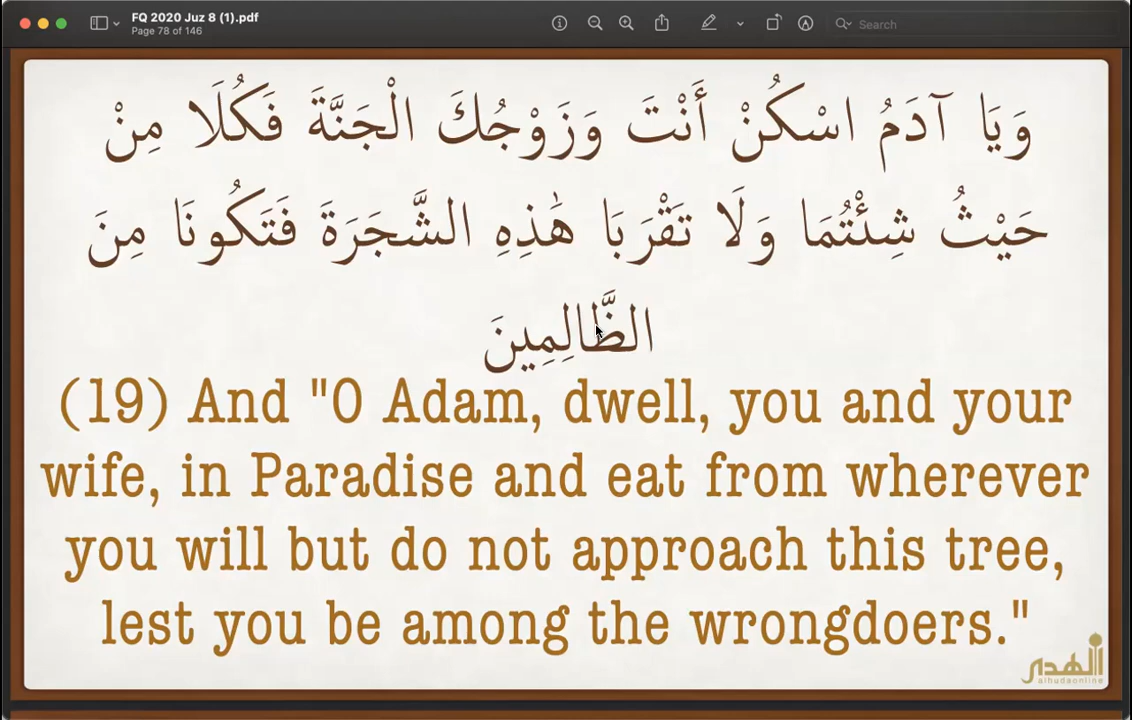 FQ 2020 Juz 8 (1).pdf
Page 78 of 146
Search
وَيَا آدَمُ اسْكُنْ أَنْتَ وَزَوْجُكَ الْجَنَّةَ فَكُلَا مِنْ
حَيْثُ شِئْتُمَا وَلَا تَقْرَبَا هَٰذِهِ الشَّجَرَةَ فَتَكُونَا مِنَ
الظَّالِمِينَ
(19) And "O Adam, dwell, you and your
wife, in Paradise and eat from wherever
you will but do not approach this tree,
lest you be among the wrongdoers."
الهدى
alhudaonline